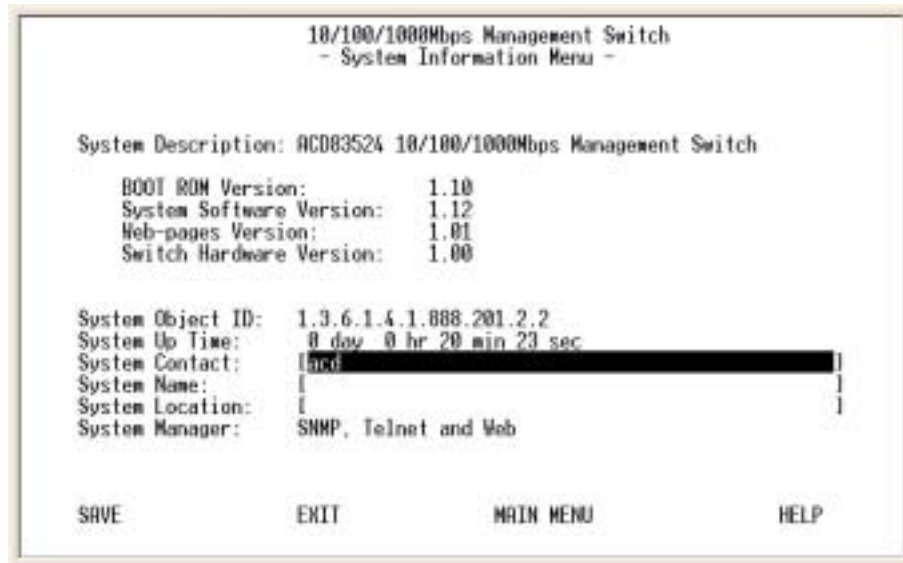 10/100/1000Mbps Management Switch
- System Information Menu -
System Description: ACD83524 10/100/1000Mbps Management Switch
BOOT ROM Version: 1.10
System Software Version: 1.12
Web-pages Version: 1.01
Switch Hardware Version: 1.00
System Object ID: 1.3.6.1.4.1.888.201.2.2
System Up Time: 0 day 0 hr 20 min 23 sec
System Contact: [acd ]
System Name: [ ]
System Location: [ ]
System Manager: SNMP, Telnet and Web
SAVE EXIT MAIN MENU HELP